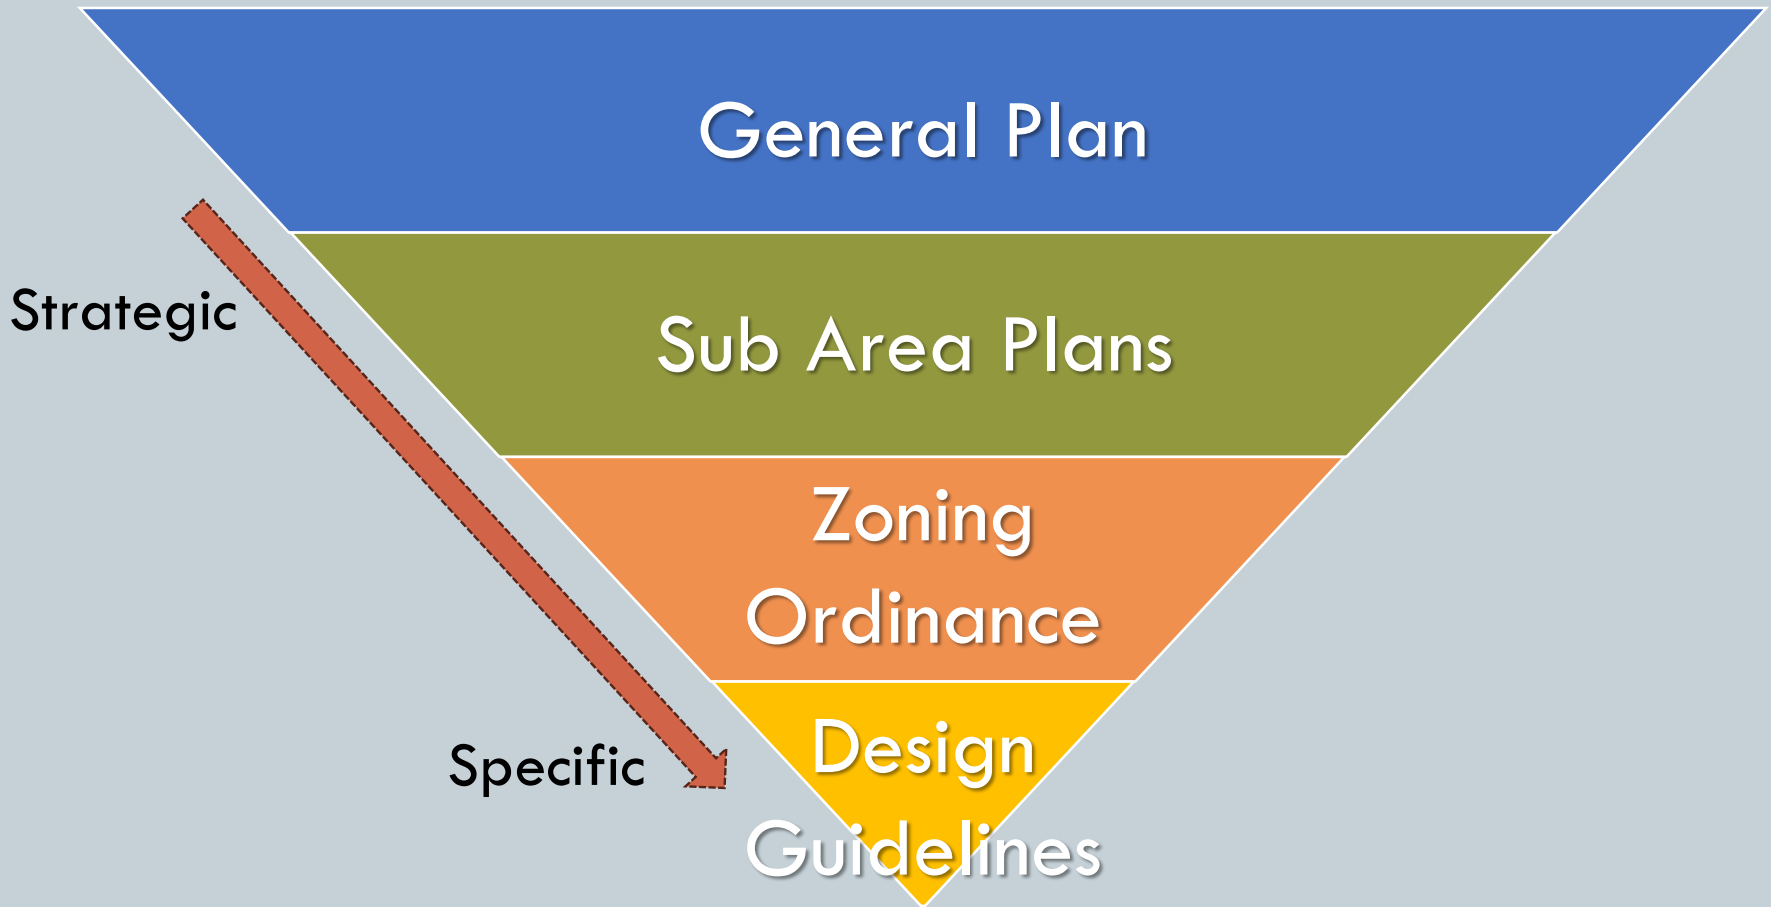 General Plan
Strategic
Sub Area Plans
Zoning
Ordinance
Specific
Design
Guidelines